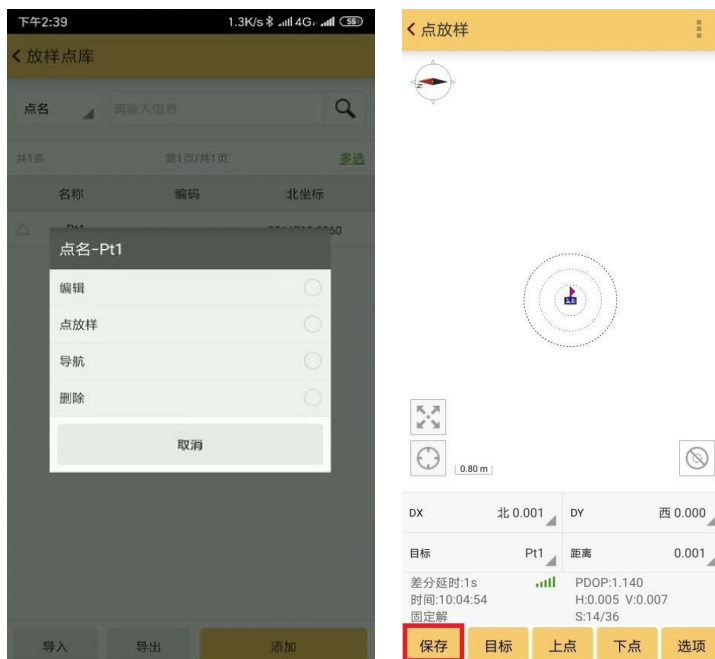 下午2:39 1.3K/s 4G 55
放样点库
点名 请输入信息
共1条 第1页/共1页 多选
名称 编码 北坐标
Pt1
点名-Pt1
编辑
点放样
导航
删除
取消
导入 导出 添加
点放样
N
0.80 m
DX 北 0.001 DY 西 0.000
目标 Pt1 距离 0.001
差分延时:1s PDOP:1.140
时间:10:04:54 H:0.005 V:0.007
固定解 S:14/36
保存 目标 上点 下点 选项